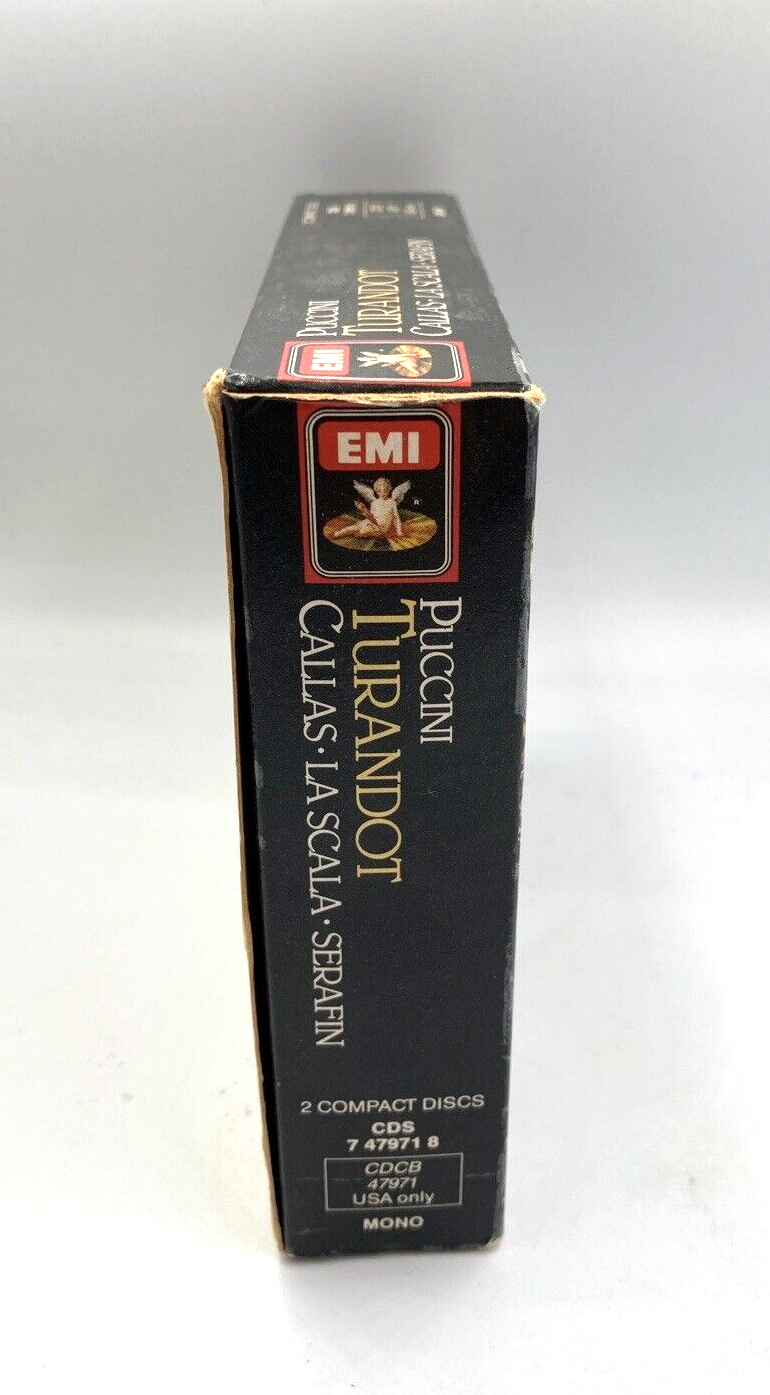 PUCCINI
TURANDOT
CALLAS · LA SCALA · SERAFIN
EMI
EMI
R
PUCCINI
TURANDOT
CALLAS · LA SCALA · SERAFIN
2 COMPACT DISCS
CDS
7 47971 8
CDCB
47971
USA only
MONO